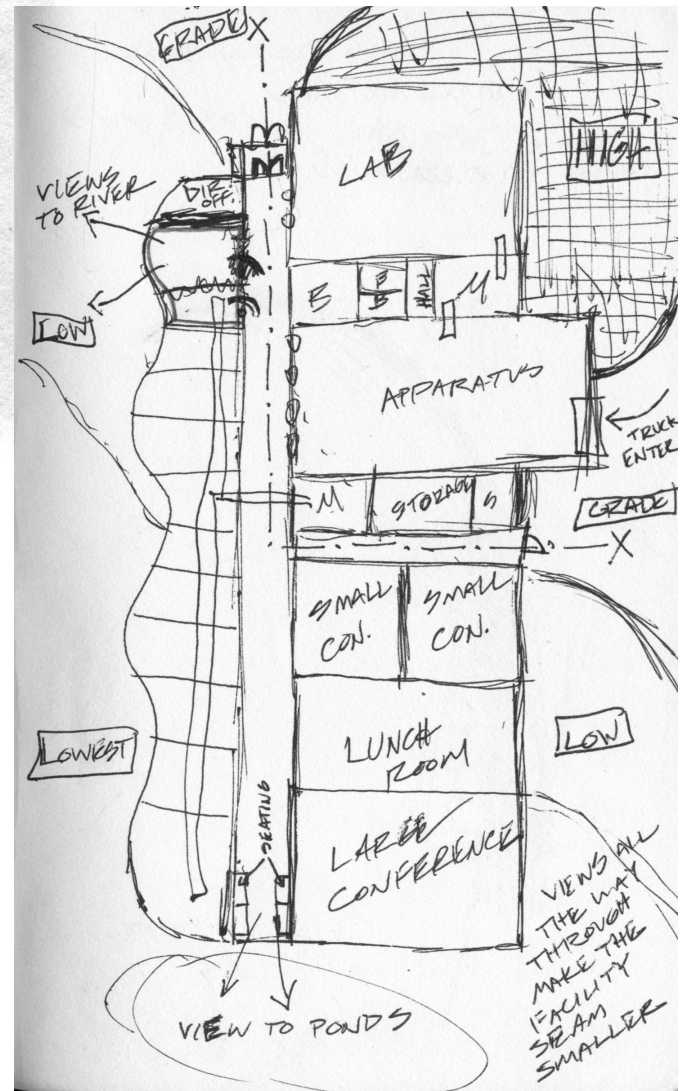 GRADE X
HIGH
LAB
DIR.
OFF.
VIEWS
TO RIVER
LOW
E
HALL
M
APPARATUS
TRUCK
ENTER
M
STORAGE
S
GRADE
X
SMALL
CON.
SMALL
CON.
LOWEST
LUNCH
ROOM
LOW
SEATING
LARGE
CONFERENCE
VIEWS ALL
THE WAY
THROUGH
MAKE THE
FACILITY
SEAM
SMALLER
VIEW TO PONDS